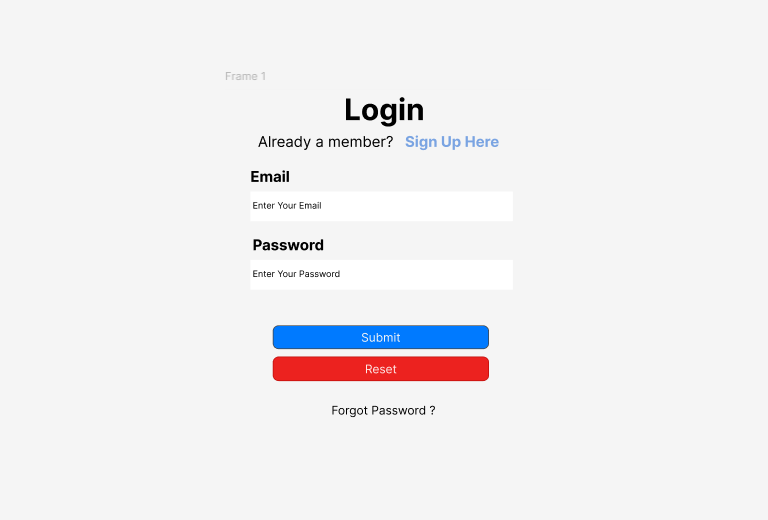 Frame 1
Login
Already a member? Sign Up Here
Email
Enter Your Email
Password
Enter Your Password
Submit
Reset
Forgot Password ?